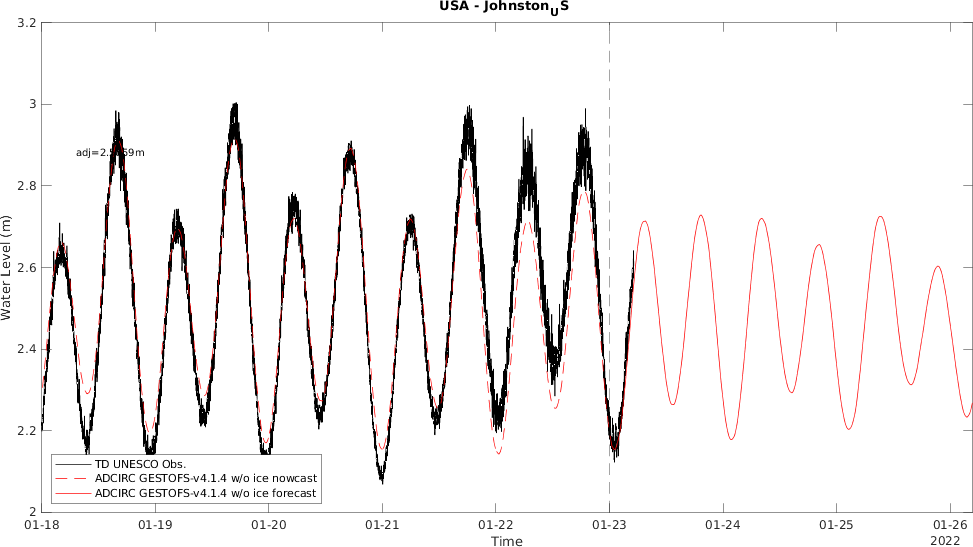 USA - Johnston_US
3.2
3
2.8
2.6
2.4
2.2
2
Water Level (m)
TD UNESCO Obs.
ADCIRC GESTOFS-v4.1.4 w/o ice nowcast
ADCIRC GESTOFS-v4.1.4 w/o ice forecast
01-18 01-19 01-20 01-21 01-22 01-23 01-24 01-25 01-26
Time
2022